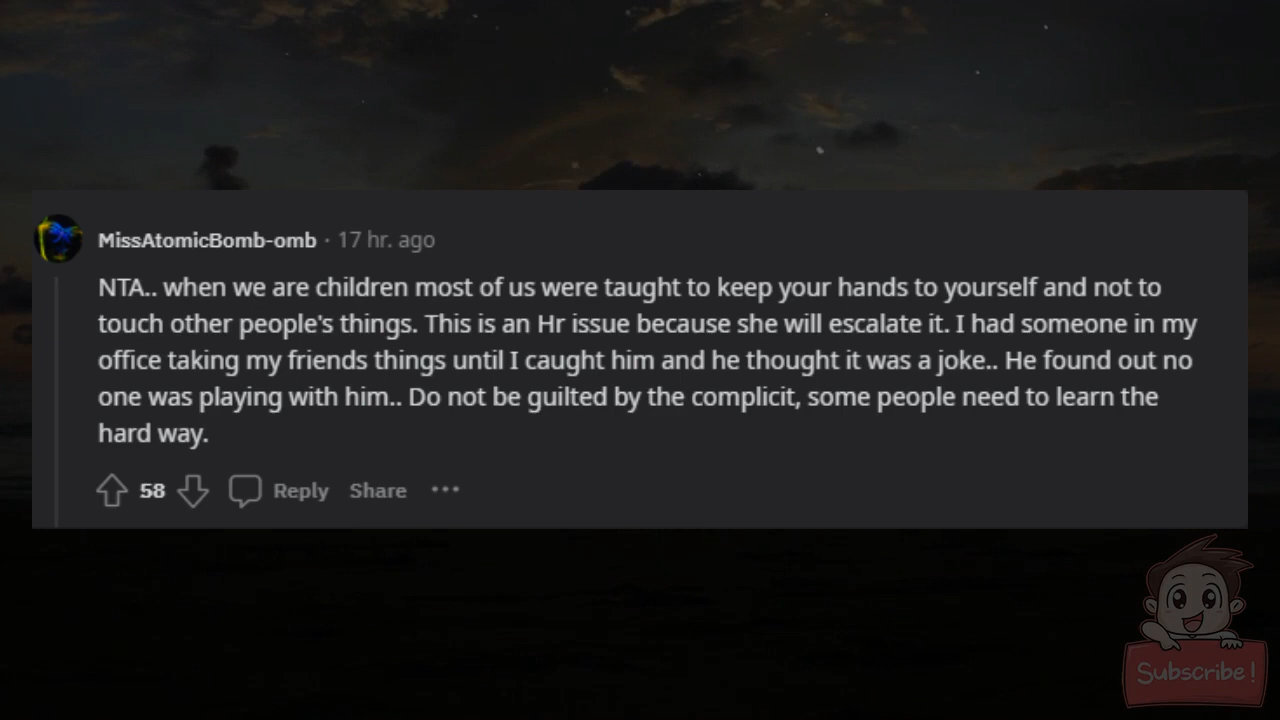 MissAtomicBomb-omb · 17 hr. ago
NTA.. when we are children most of us were taught to keep your hands to yourself and not to
touch other people's things. This is an Hr issue because she will escalate it. I had someone in my
office taking my friends things until I caught him and he thought it was a joke.. He found out no
one was playing with him.. Do not be guilted by the complicit, some people need to learn the
hard way.
58 Reply Share ···
Subscribe!